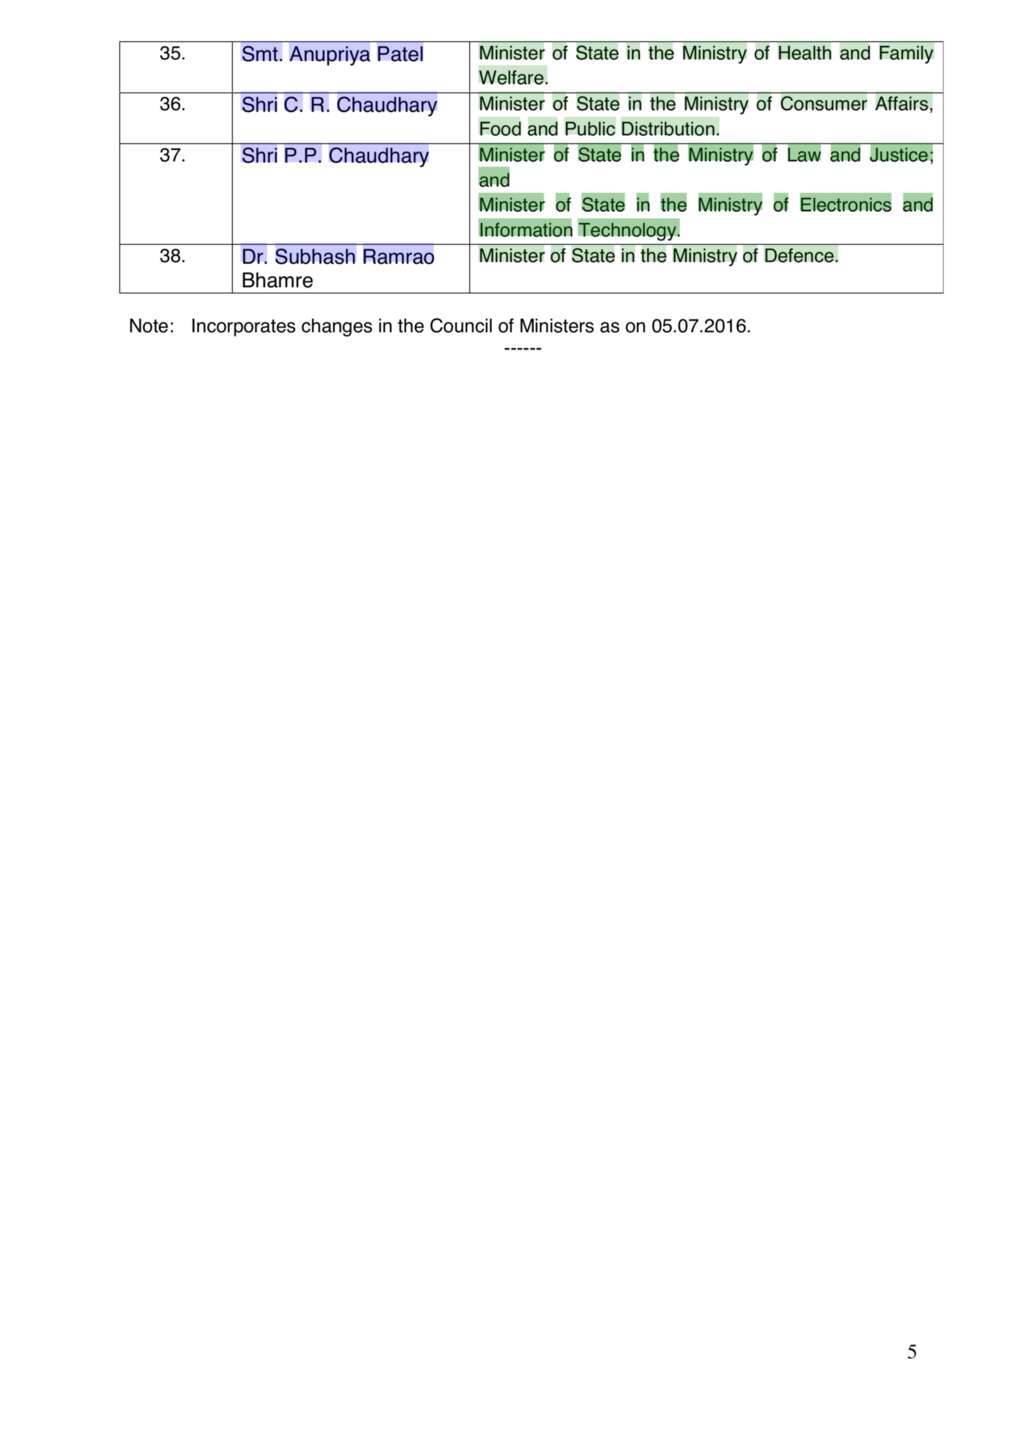 35. Smt. Anupriya Patel Minister of State in the Ministry of Health and Family
Welfare.
36. Shri C. R. Chaudhary Minister of State in the Ministry of Consumer Affairs,
Food and Public Distribution.
37. Shri P.P. Chaudhary Minister of State in the Ministry of Law and Justice;
and
Minister of State in the Ministry of Electronics and
Information Technology.
38. Dr. Subhash Ramrao Minister of State in the Ministry of Defence.
Bhamre
Note: Incorporates changes in the Council of Ministers as on 05.07.2016.
------
5